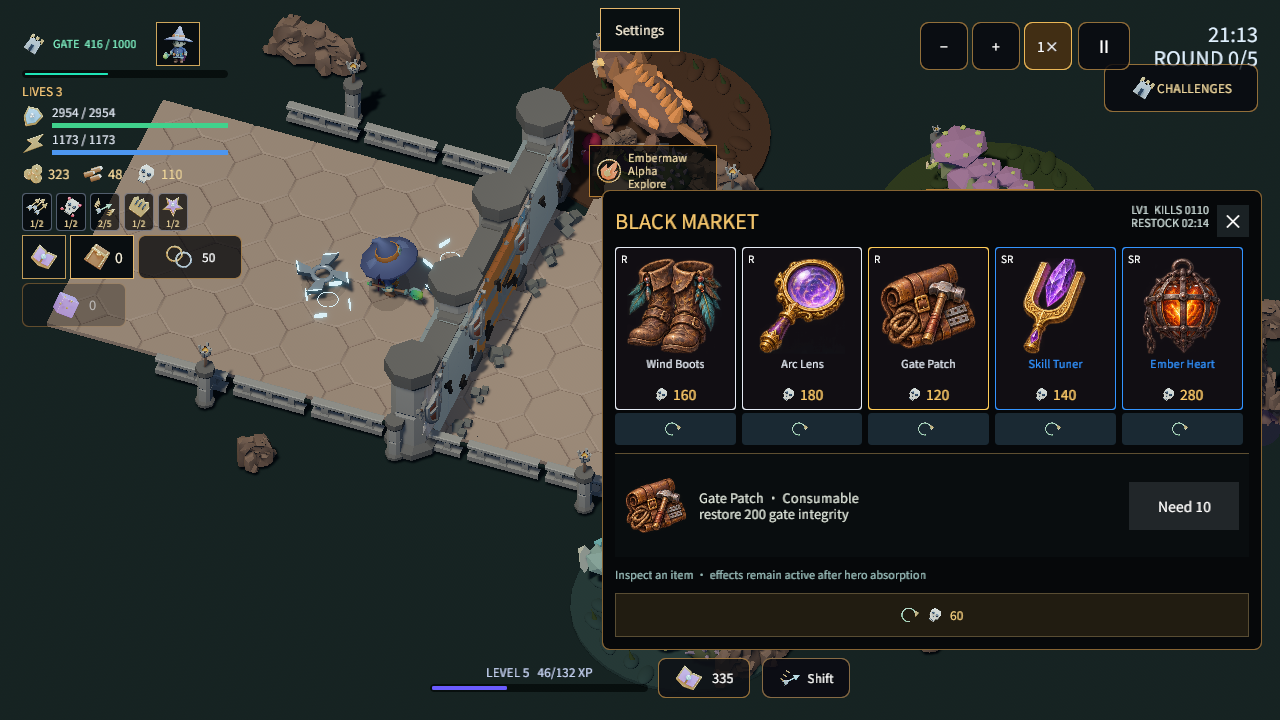 Settings
GATE 416 / 1000
LIVES 3
2954 / 2954
1173 / 1173
323
48
110
1/2
1/2
2/5
1/2
1/2
0
50
0
−
+
1×
21:13
ROUND 0/5
CHALLENGES
Embermaw
Alpha
Explore
BLACK MARKET
LV1 KILLS 0110
RESTOCK 02:14
R
Wind Boots
160
R
Arc Lens
180
R
Gate Patch
120
SR
Skill Tuner
140
SR
Ember Heart
280
Gate Patch • Consumable
restore 200 gate integrity
Need 10
Inspect an item • effects remain active after hero absorption
60
LEVEL 5 46/132 XP
335
Shift